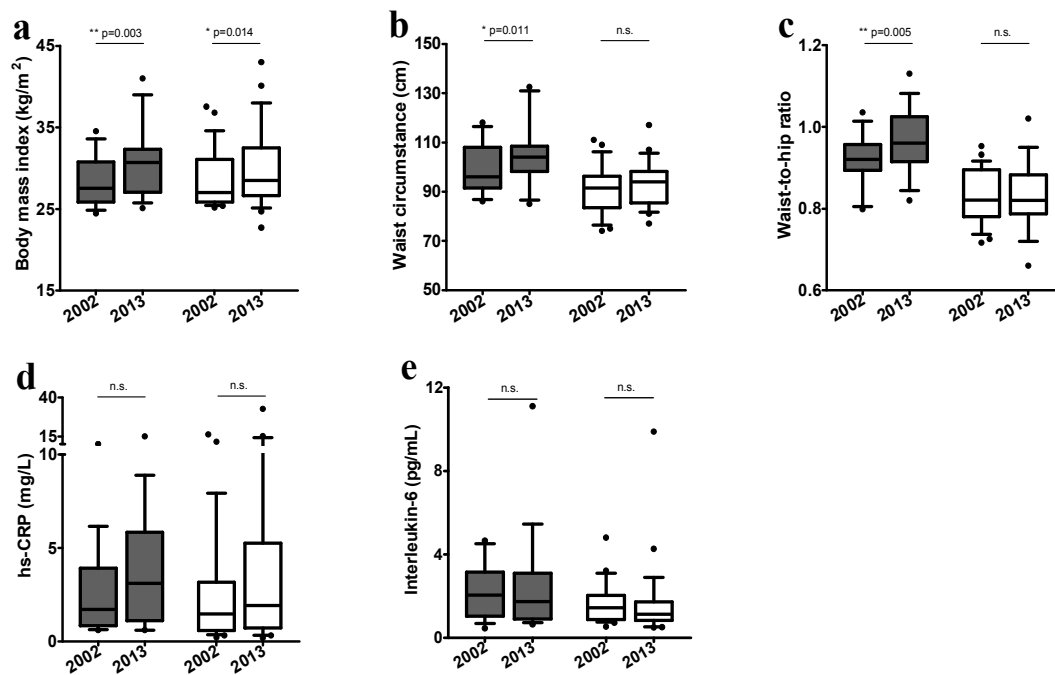 a
** p=0.003
* p=0.014
45
35
25
15
Body mass index (kg/m²)
2002
2013
2002
2013
b
* p=0.011
n.s.
150
130
110
90
70
50
Waist circumstance (cm)
2002
2013
2002
2013
c
** p=0.005
n.s.
1.2
1.0
0.8
0.6
Waist-to-hip ratio
2002
2013
2002
2013
d
n.s.
n.s.
40
15
10
5
0
hs-CRP (mg/L)
2002
2013
2002
2013
e
n.s.
n.s.
12
8
4
0
Interleukin-6 (pg/mL)
2002
2013
2002
2013